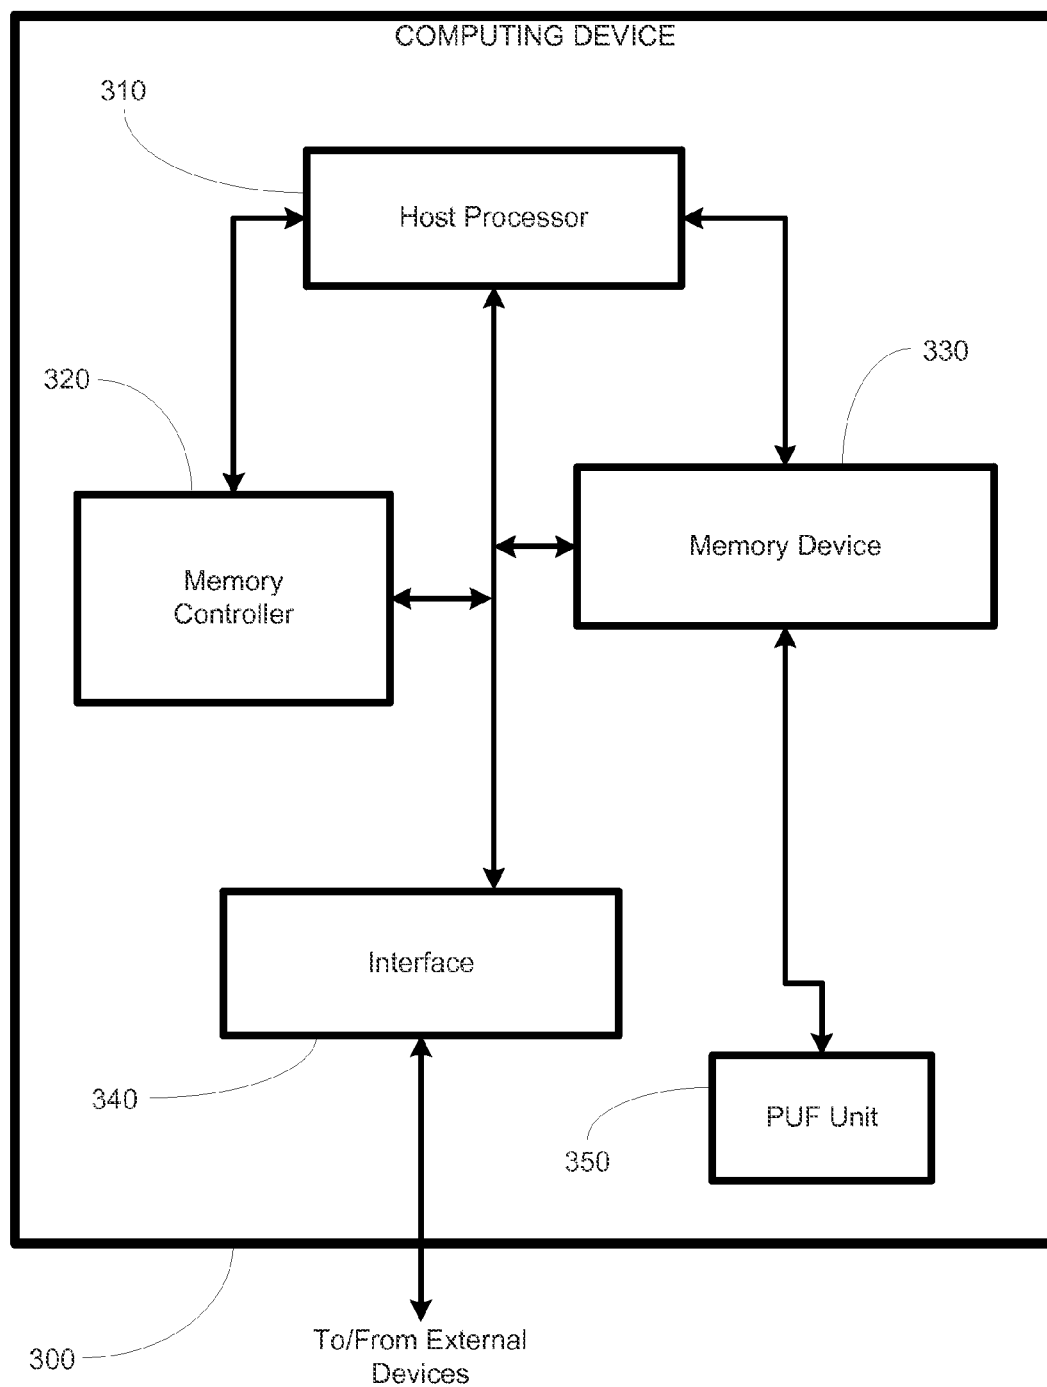 COMPUTING DEVICE
310
Host Processor
330
320
Memory Device
Memory
Controller
Interface
340
PUF Unit
350
To/From External
Devices
300